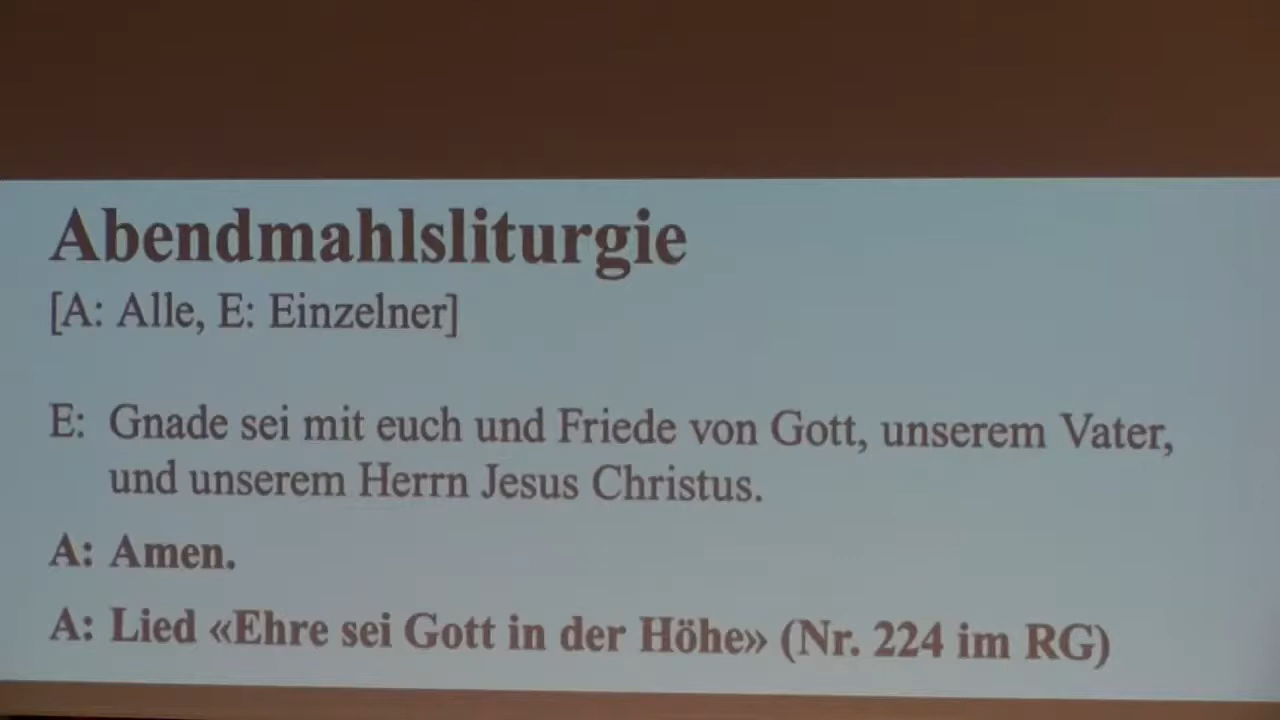 Abendmahlsliturgie
[A: Alle, E: Einzelner]
E: Gnade sei mit euch und Friede von Gott, unserem Vater,
und unserem Herrn Jesus Christus.
A: Amen.
A: Lied «Ehre sei Gott in der Höhe» (Nr. 224 im RG)